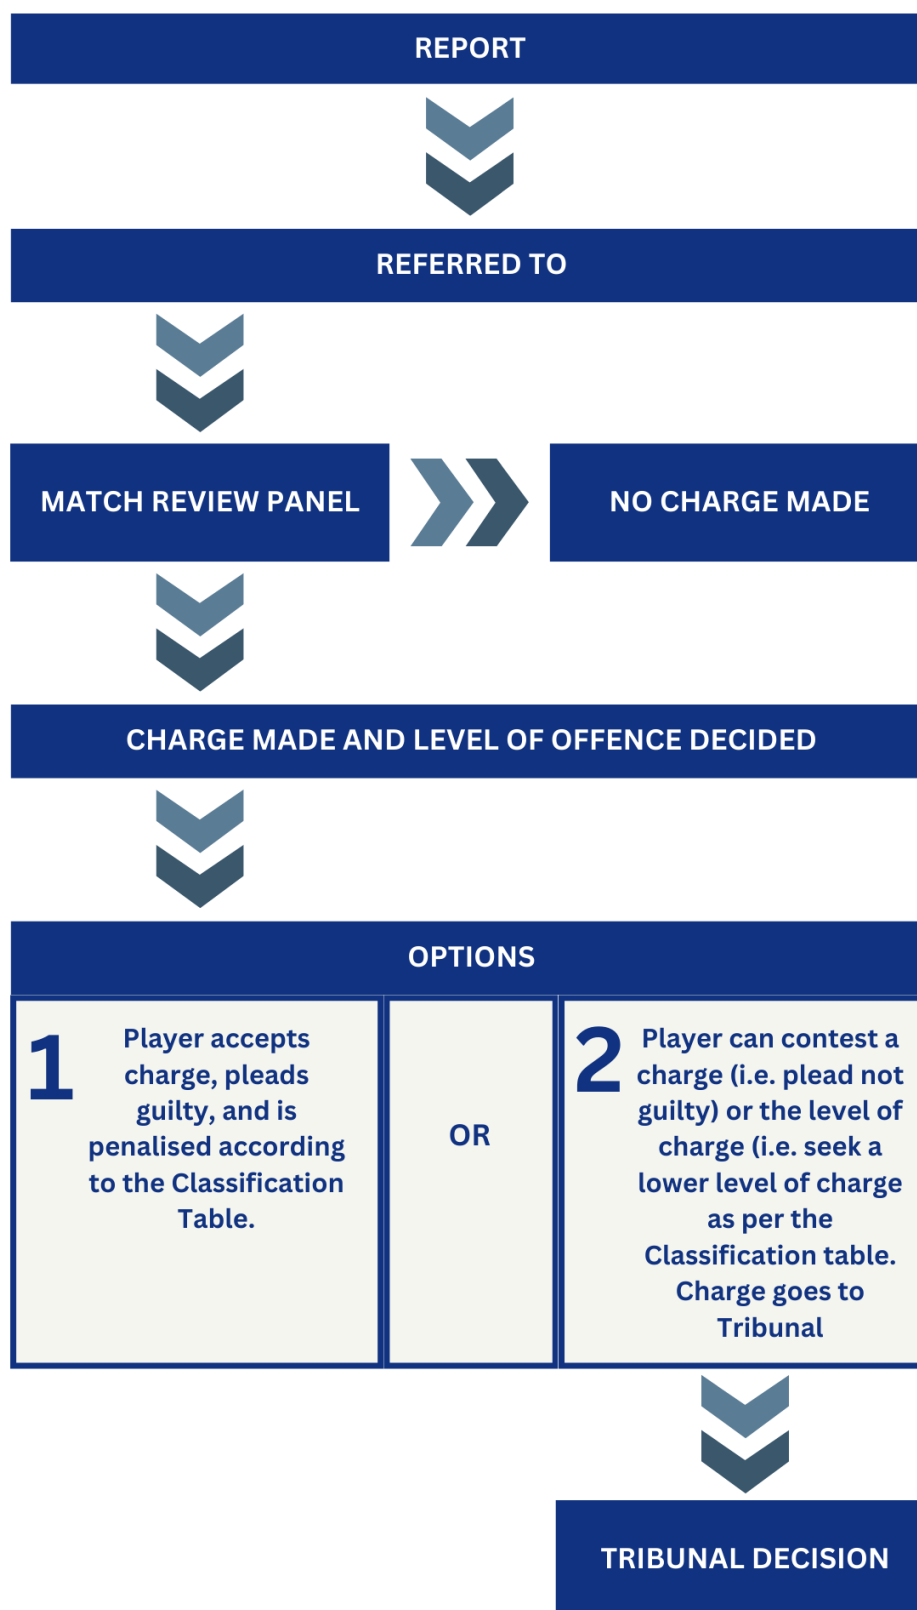 REPORT
REFERRED TO
MATCH REVIEW PANEL
NO CHARGE MADE
CHARGE MADE AND LEVEL OF OFFENCE DECIDED
OPTIONS
1
Player accepts
charge, pleads
guilty, and is
penalised according
to the Classification
Table.
OR
2
Player can contest a
charge (i.e. plead not
guilty) or the level of
charge (i.e. seek a
lower level of charge
as per the
Classification table.
Charge goes to
Tribunal
TRIBUNAL DECISION